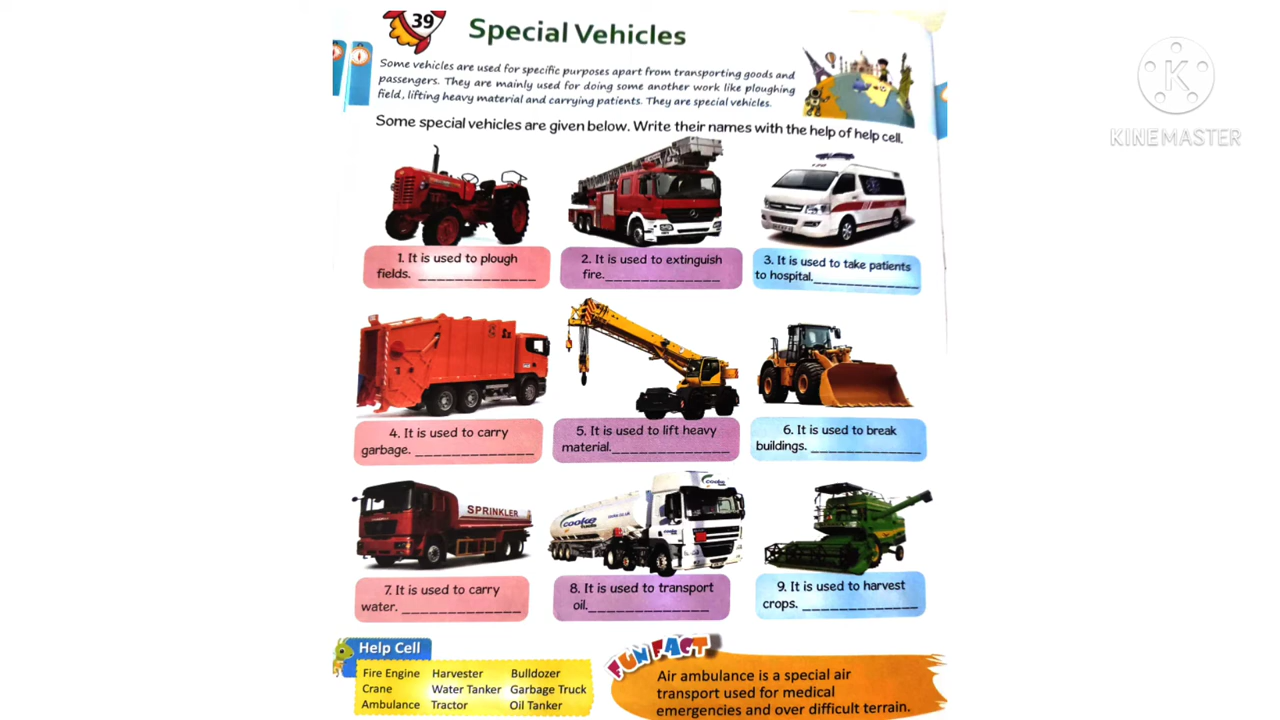 39
Special Vehicles
Some vehicles are used for specific purposes apart from transporting goods and
passengers. They are mainly used for doing some another work like ploughing
field, lifting heavy material and carrying patients. They are special vehicles.
Some special vehicles are given below. Write their names with the help of help cell.
K
KINEMASTER
1. It is used to plough
fields. _____________
2. It is used to extinguish
fire._____________
3. It is used to take patients
to hospital.____________
4. It is used to carry
garbage. _____________
5. It is used to lift heavy
material._____________
6. It is used to break
buildings. ____________
SPRINKLER
cooke
cooke
7. It is used to carry
water. _____________
8. It is used to transport
oil._____________
9. It is used to harvest
crops. _____________
Help Cell
Fire Engine Harvester Bulldozer
Crane Water Tanker Garbage Truck
Ambulance Tractor Oil Tanker
FUN FACT
Air ambulance is a special air
transport used for medical
emergencies and over difficult terrain.